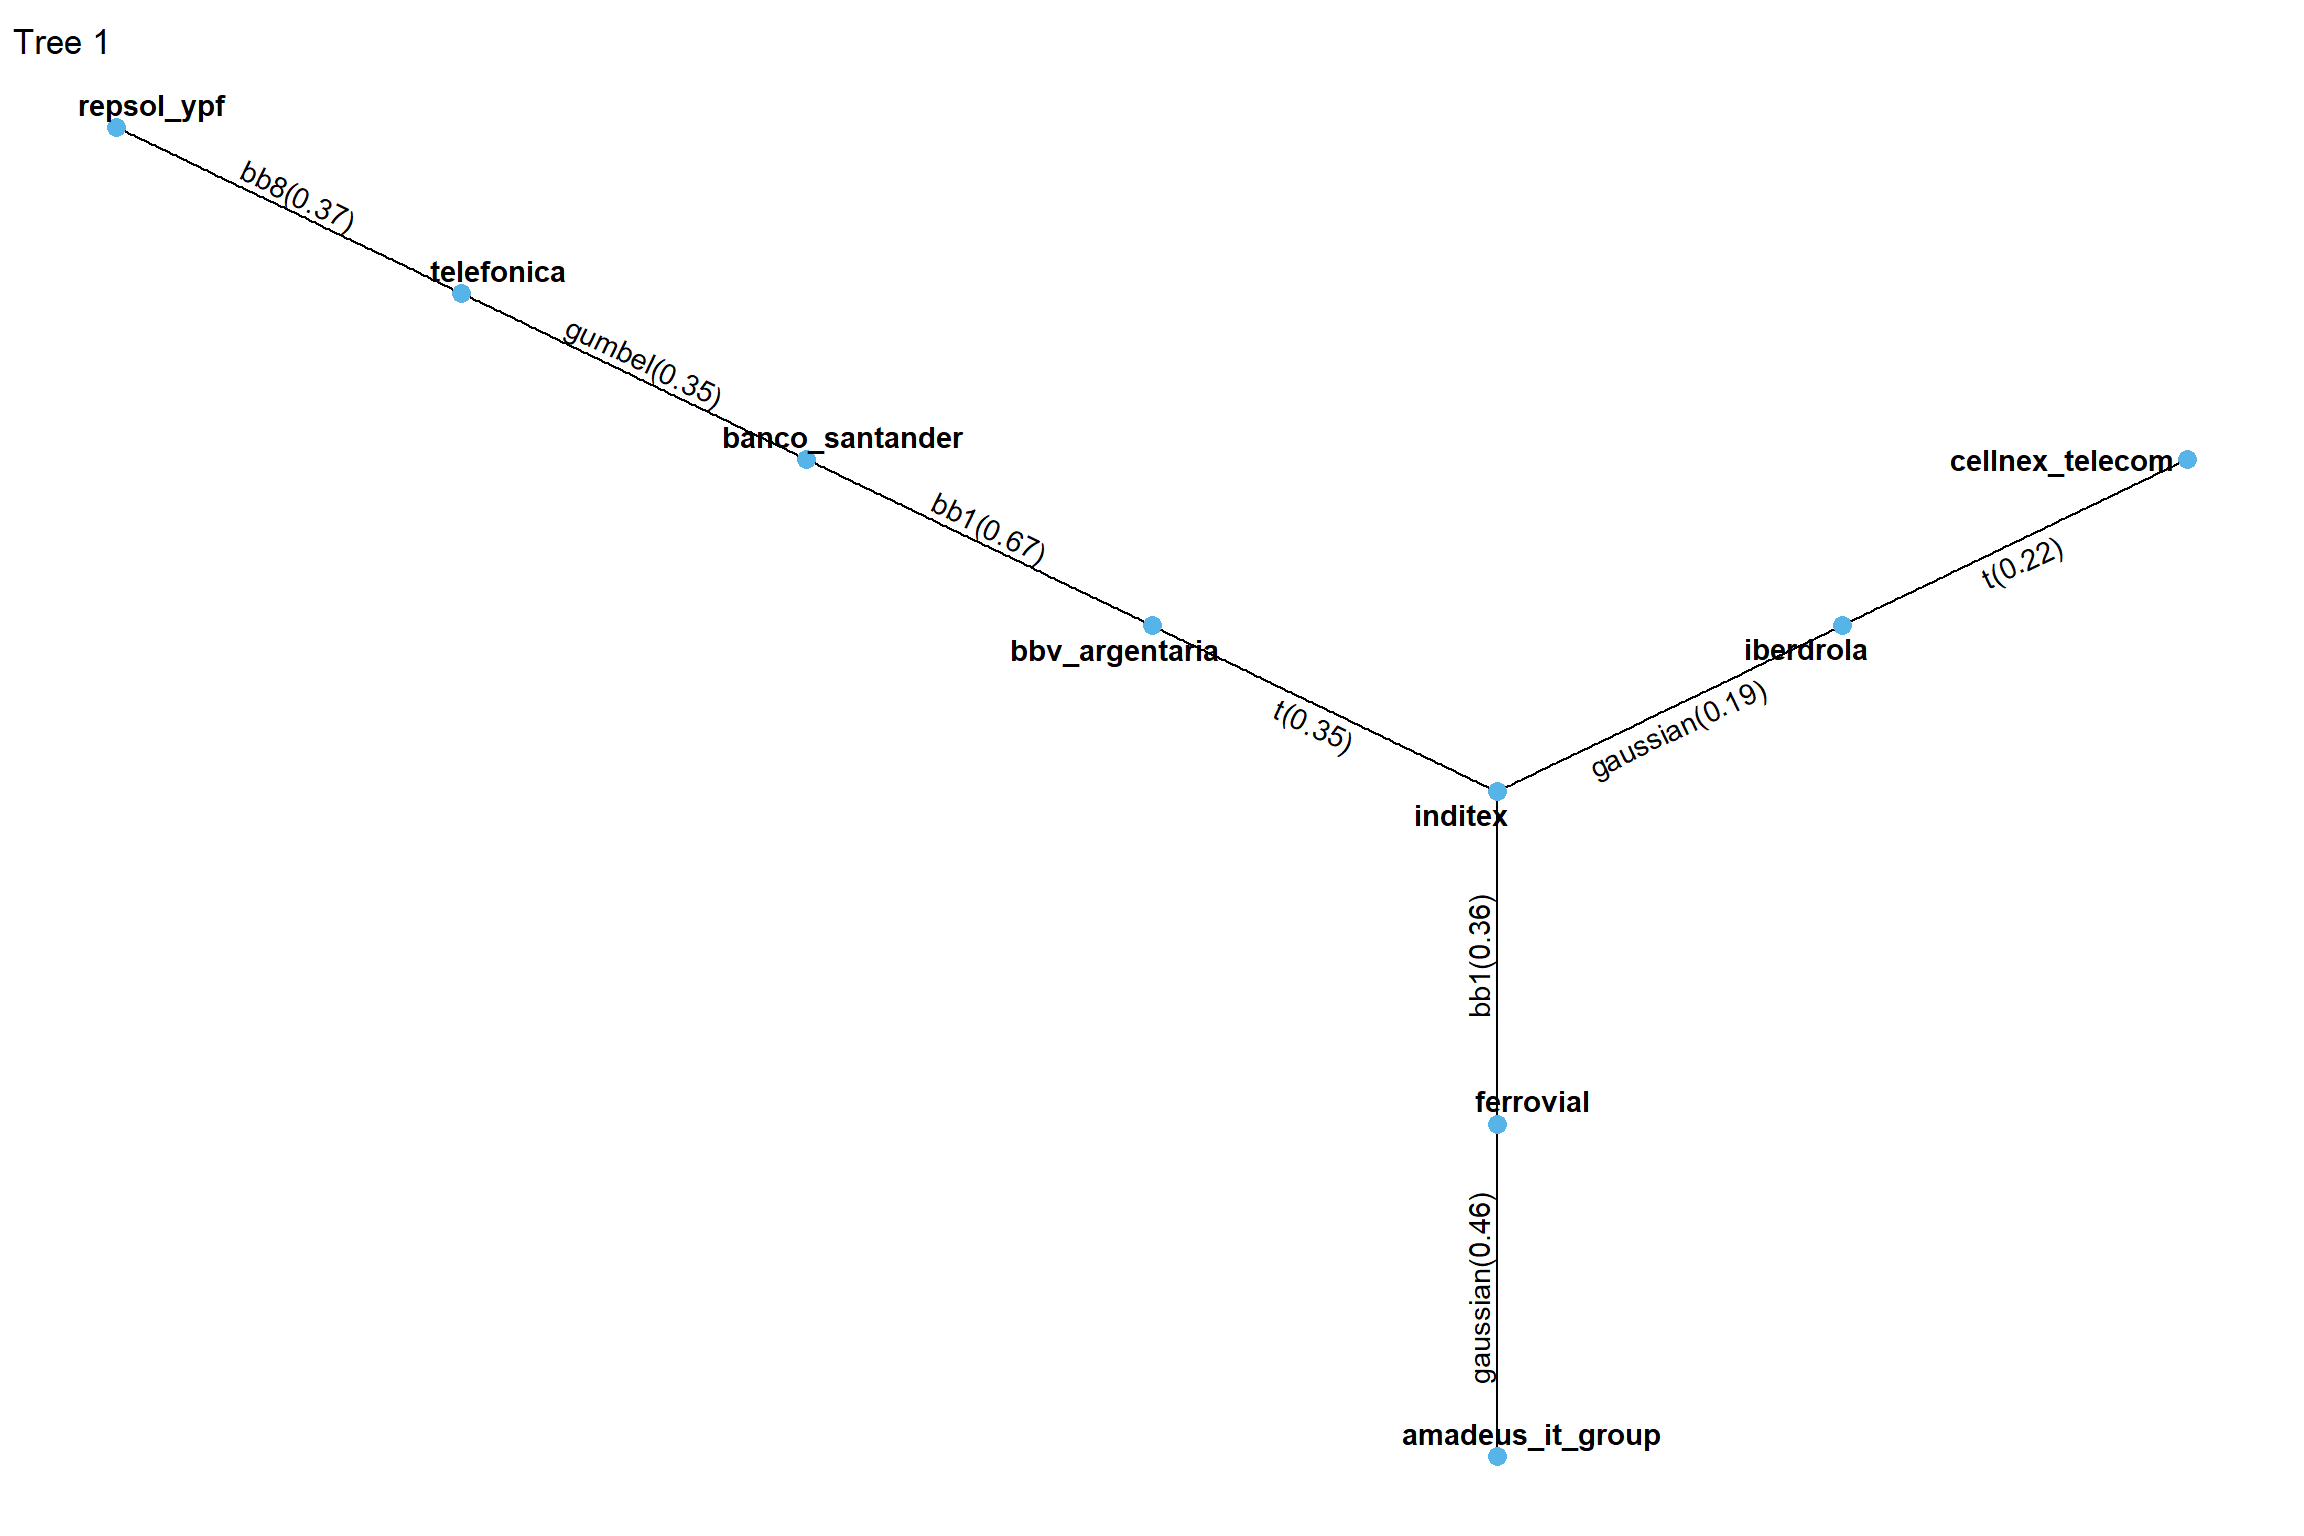 Tree 1
repsol_ypf
bb8(0.37)
telefonica
gumbel(0.35)
banco_santander
cellnex_telecom
bb1(0.67)
t(0.22)
bbv_argentaria
iberdrola
t(0.35)
gaussian(0.19)
inditex
bb1(0.36)
ferrovial
gaussian(0.46)
amadeus_it_group